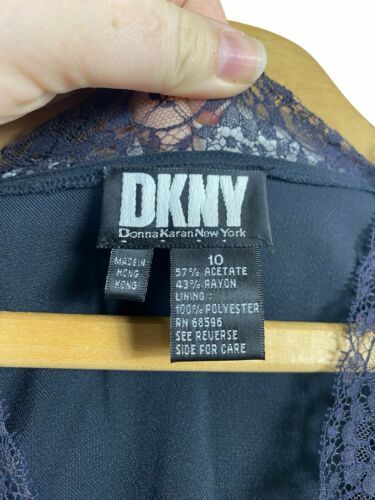 DKNY
Donna Karan New York
MADE IN
HONG
KONG
10
57% ACETATE
43% RAYON
LINING :
100% POLYESTER
RN 68596
SEE REVERSE
SIDE FOR CARE